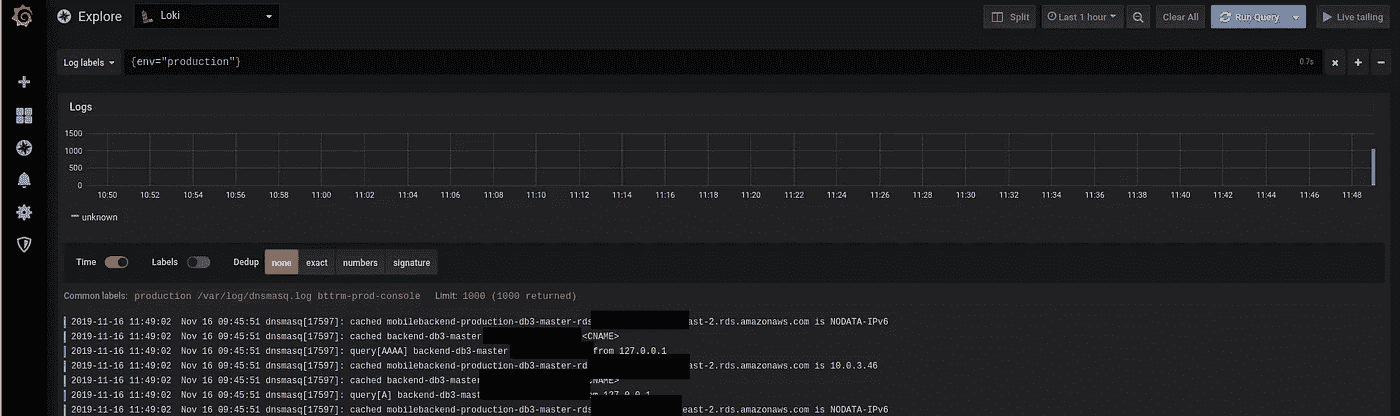 Explore Loki Split Last 1 hour Clear All Run Query Live tailing
Log labels {env="production"} 0.7s
Logs
1500
1000
500
0
10:50 10:52 10:54 10:56 10:58 11:00 11:02 11:04 11:06 11:08 11:10 11:12 11:14 11:16 11:18 11:20 11:22 11:24 11:26 11:28 11:30 11:32 11:34 11:36 11:38 11:40 11:42 11:44 11:46 11:48
unknown
Time Labels Dedup none exact numbers signature
Common labels: production /var/log/dnsmasq.log bttrm-prod-console Limit: 1000 (1000 returned)
2019-11-16 11:49:02 Nov 16 09:45:51 dnsmasq[17597]: cached mobilebackend-production-db3-master-rds ast-2.rds.amazonaws.com is NODATA-IPv6
2019-11-16 11:49:02 Nov 16 09:45:51 dnsmasq[17597]: cached backend-db3-master <CNAME>
2019-11-16 11:49:02 Nov 16 09:45:51 dnsmasq[17597]: query[AAAA] backend-db3-master from 127.0.0.1
2019-11-16 11:49:02 Nov 16 09:45:51 dnsmasq[17597]: cached mobilebackend-production-db3-master-rd ast-2.rds.amazonaws.com is 10.0.3.46
2019-11-16 11:49:02 Nov 16 09:45:51 dnsmasq[17597]: cached backend-db3-master <CNAME>
2019-11-16 11:49:02 Nov 16 09:45:51 dnsmasq[17597]: query[A] backend-db3-mast 127.0.0.1
2019-11-16 11:49:02 Nov 16 09:45:51 dnsmasq[17597]: cached mobilebackend-production-db3-master-rds east-2.rds.amazonaws.com is NODATA-IPv6